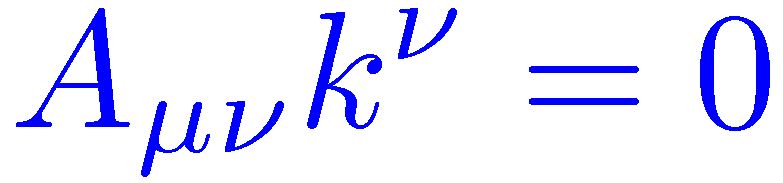 $A_{\mu\nu} k^{\nu} = 0$